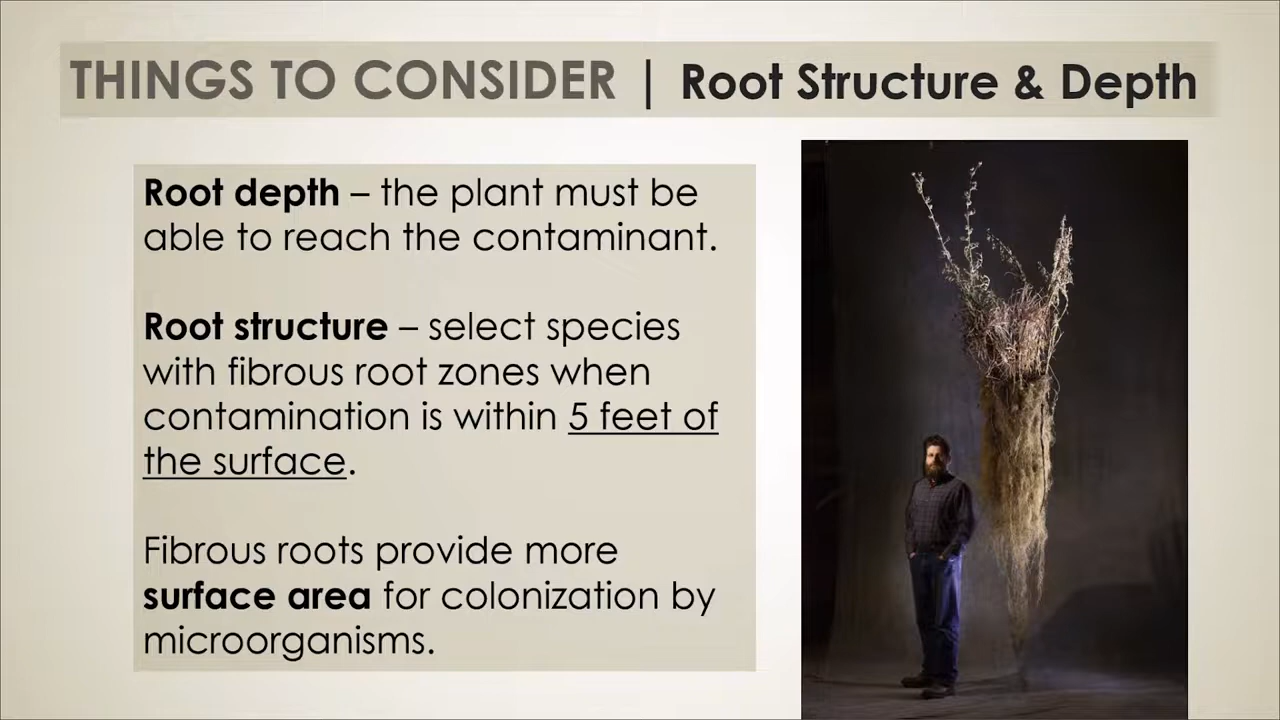 THINGS TO CONSIDER | Root Structure & Depth
Root depth – the plant must be
able to reach the contaminant.
Root structure – select species
with fibrous root zones when
contamination is within 5 feet of
the surface.
Fibrous roots provide more
surface area for colonization by
microorganisms.